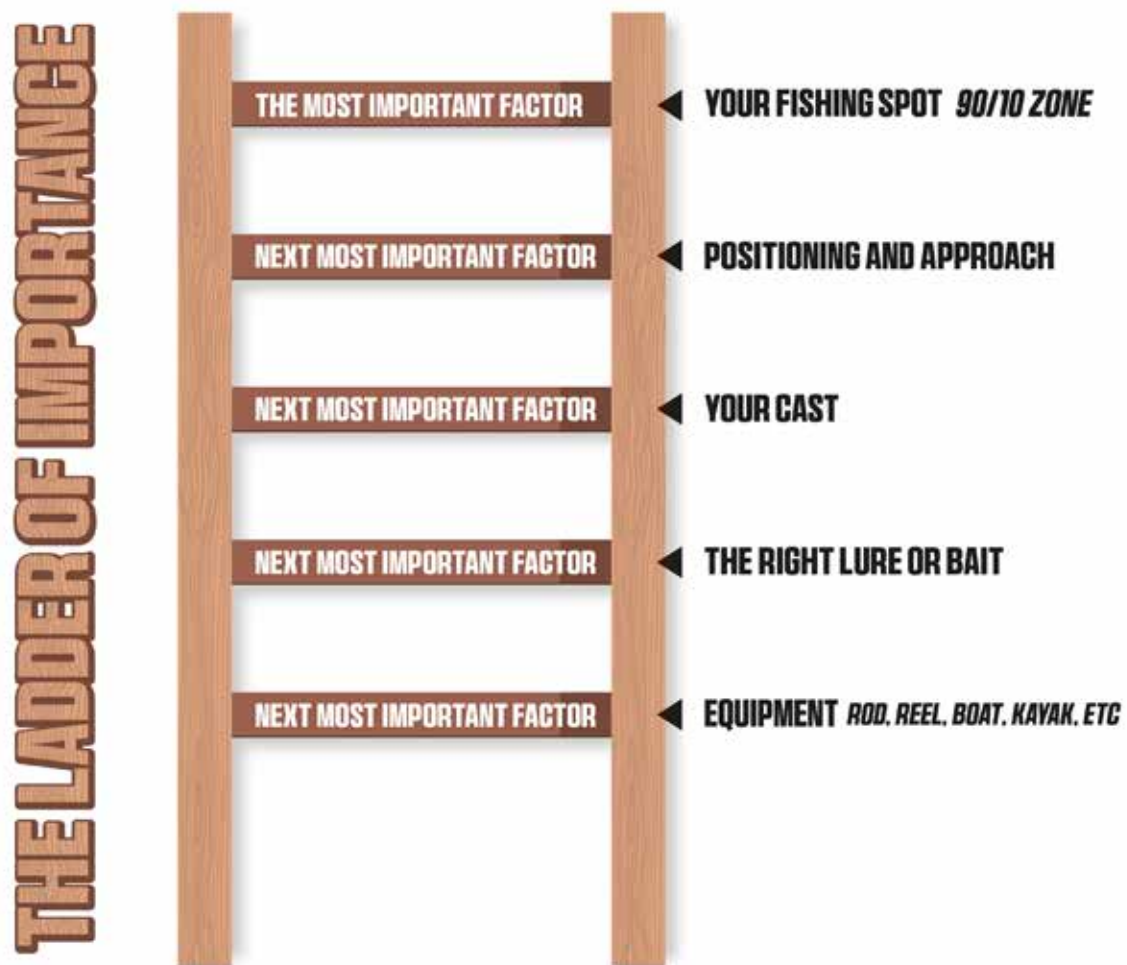 THE LADDER OF IMPORTANCE
THE MOST IMPORTANT FACTOR
YOUR FISHING SPOT 90/10 ZONE
NEXT MOST IMPORTANT FACTOR
POSITIONING AND APPROACH
NEXT MOST IMPORTANT FACTOR
YOUR CAST
NEXT MOST IMPORTANT FACTOR
THE RIGHT LURE OR BAIT
NEXT MOST IMPORTANT FACTOR
EQUIPMENT ROD, REEL, BOAT, KAYAK, ETC